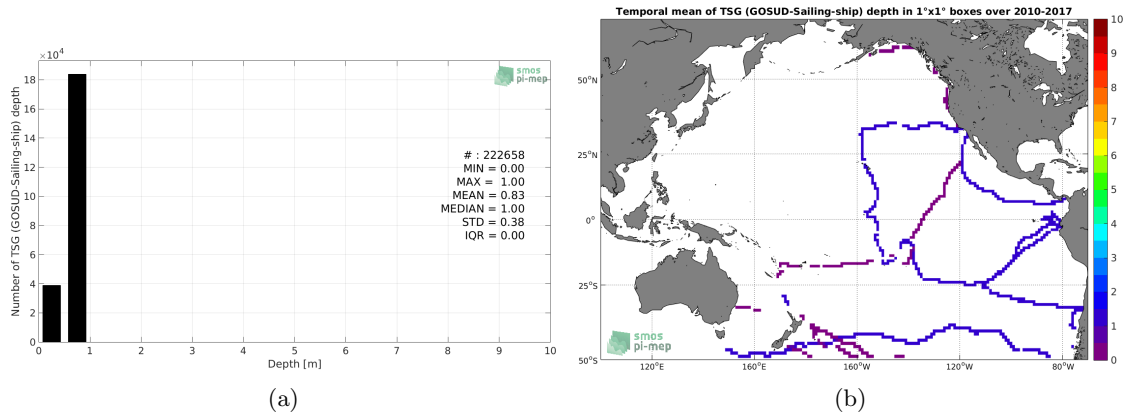 ×10⁴
18
16
14
12
10
8
6
4
2
0
Number of TSG (GOSUD-Sailing-ship) depth
smos
pi-mep
# : 222658
MIN = 0.00
MAX = 1.00
MEAN = 0.83
MEDIAN = 1.00
STD = 0.38
IQR = 0.00
0 1 2 3 4 5 6 7 8 9 10
Depth [m]
(a)
Temporal mean of TSG (GOSUD-Sailing-ship) depth in 1°x1° boxes over 2010-2017
50°N
25°N
0°
25°S
50°S
smos
pi-mep
120°E 160°E 160°W 120°W 80°W
10
9
8
7
6
5
4
3
2
1
0
(b)